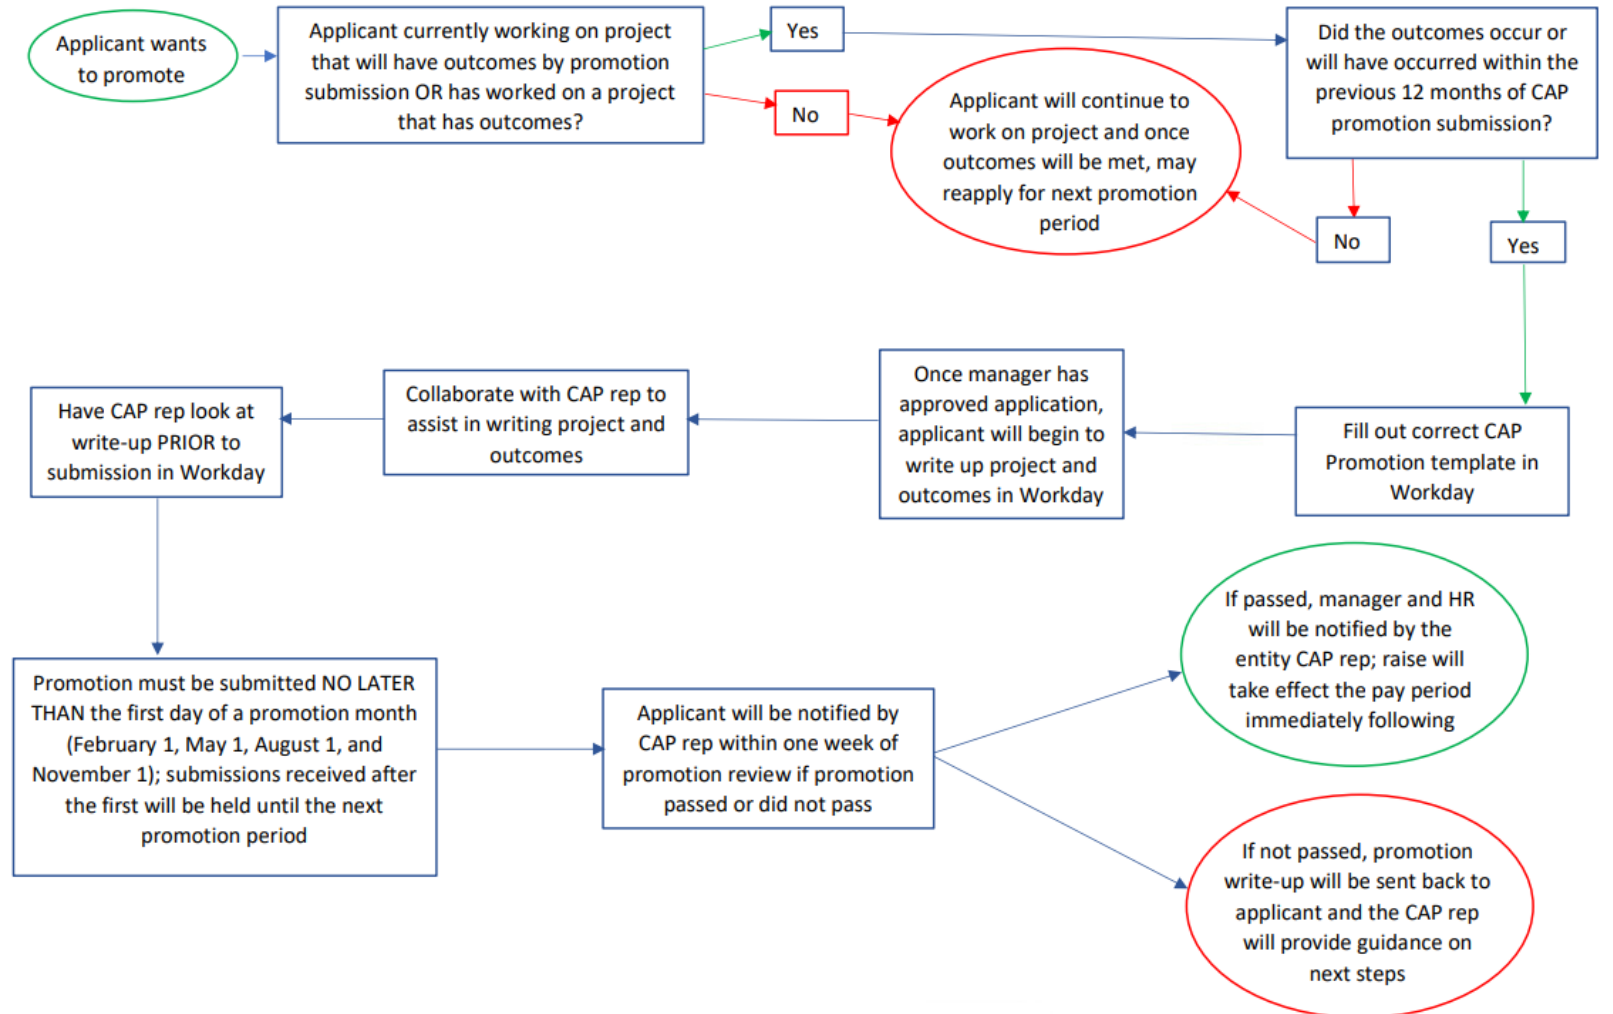 Applicant wants
to promote
Applicant currently working on project
that will have outcomes by promotion
submission OR has worked on a project
that has outcomes?
Yes
No
Applicant will continue to
work on project and once
outcomes will be met, may
reapply for next promotion
period
Did the outcomes occur or
will have occurred within the
previous 12 months of CAP
promotion submission?
No
Yes
Fill out correct CAP
Promotion template in
Workday
Once manager has
approved application,
applicant will begin to
write up project and
outcomes in Workday
Collaborate with CAP rep to
assist in writing project and
outcomes
Have CAP rep look at
write-up PRIOR to
submission in Workday
Promotion must be submitted NO LATER
THAN the first day of a promotion month
(February 1, May 1, August 1, and
November 1); submissions received after
the first will be held until the next
promotion period
Applicant will be notified by
CAP rep within one week of
promotion review if promotion
passed or did not pass
If passed, manager and HR
will be notified by the
entity CAP rep; raise will
take effect the pay period
immediately following
If not passed, promotion
write-up will be sent back to
applicant and the CAP rep
will provide guidance on
next steps